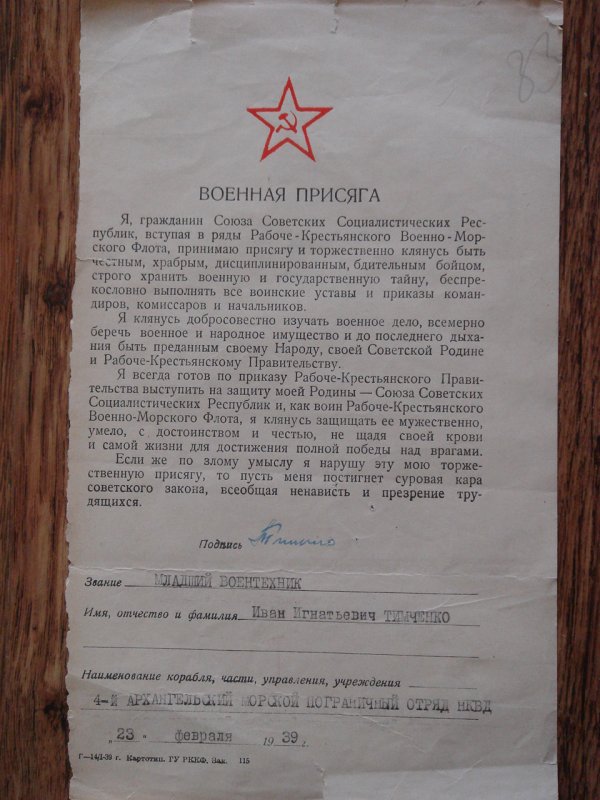 83
ВОЕННАЯ ПРИСЯГА
Я, гражданин Союза Советских Социалистических Рес-
публик, вступая в ряды Рабоче-Крестьянского Военно-Мор-
ского Флота, принимаю присягу и торжественно клянусь быть
честным, храбрым, дисциплинированным, бдительным бойцом,
строго хранить военную и государственную тайну, беспре-
кословно выполнять все воинские уставы и приказы коман-
диров, комиссаров и начальников.
Я клянусь добросовестно изучать военное дело, всемерно
беречь военное и народное имущество и до последнего дыха-
ния быть преданным своему Народу, своей Советской Родине
и Рабоче-Крестьянскому Правительству.
Я всегда готов по приказу Рабоче-Крестьянского Прави-
тельства выступить на защиту моей Родины — Союза Советских
Социалистических Республик и, как воин Рабоче-Крестьянского
Военно-Морского Флота, я клянусь защищать ее мужественно,
умело, с достоинством и честью, не щадя своей крови
и самой жизни для достижения полной победы над врагами.
Если же по злому умыслу я нарушу эту мою торже-
ственную присягу, то пусть меня постигнет суровая кара
советского закона, всеобщая ненависть и презрение тру-
дящихся.
Подпись
Звание МЛАДШИЙ ВОЕНТЕХНИК
Имя, отчество и фамилия Иван Игнатьевич ТИМЧЕНКО
Наименование корабля, части, управления, учреждения
4-й АРХАНГЕЛЬСКИЙ МОРСКОЙ ПОГРАНИЧНЫЙ ОТРЯД НКВД
„23" февраля 1939 г.
Г—14/I-39 г. Картотип. ГУ РККФ. Зак. 115